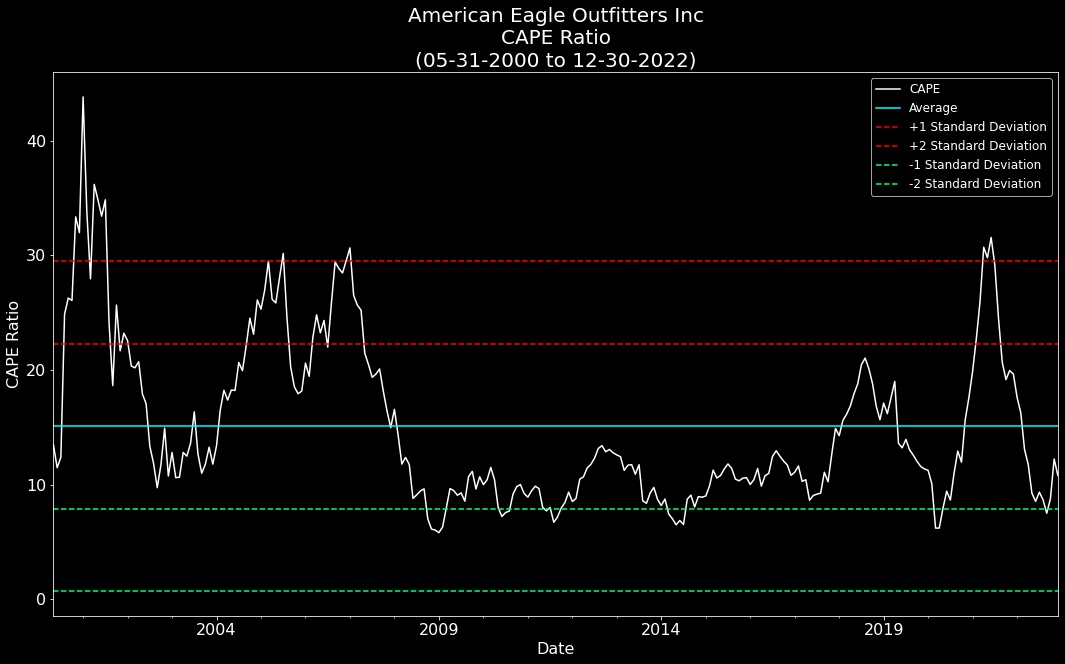 American Eagle Outfitters Inc
CAPE Ratio
(05-31-2000 to 12-30-2022)
CAPE
Average
+1 Standard Deviation
+2 Standard Deviation
-1 Standard Deviation
-2 Standard Deviation
CAPE Ratio
40
30
20
10
0
2004
2009
2014
2019
Date